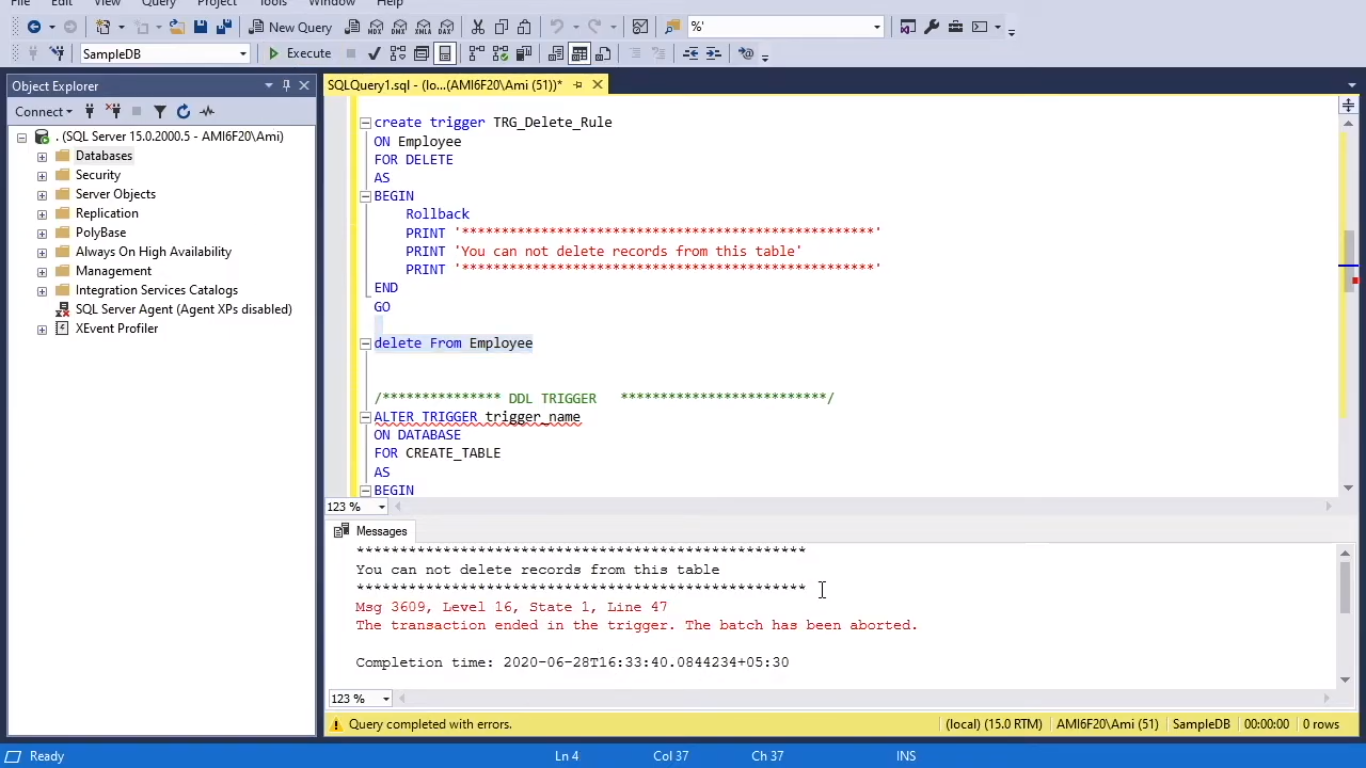 File Edit View Query Project Tools Window Help
New Query MDX DMX XMLA DAX %'
SampleDB Execute
Object Explorer
Connect
. (SQL Server 15.0.2000.5 - AMI6F20\Ami)
Databases
Security
Server Objects
Replication
PolyBase
Always On High Availability
Management
Integration Services Catalogs
SQL Server Agent (Agent XPs disabled)
XEvent Profiler
SQLQuery1.sql - (lo...(AMI6F20\Ami (51))*
create trigger TRG_Delete_Rule
ON Employee
FOR DELETE
AS
BEGIN
Rollback
PRINT '****************************************************'
PRINT 'You can not delete records from this table'
PRINT '****************************************************'
END
GO
delete From Employee
/*************** DDL TRIGGER **************************/
ALTER TRIGGER trigger_name
ON DATABASE
FOR CREATE_TABLE
AS
BEGIN
123 %
Messages
****************************************************
You can not delete records from this table
****************************************************
Msg 3609, Level 16, State 1, Line 47
The transaction ended in the trigger. The batch has been aborted.
Completion time: 2020-06-28T16:33:40.0844234+05:30
123 %
Query completed with errors. (local) (15.0 RTM) AMI6F20\Ami (51) SampleDB 00:00:00 0 rows
Ready Ln 4 Col 37 Ch 37 INS